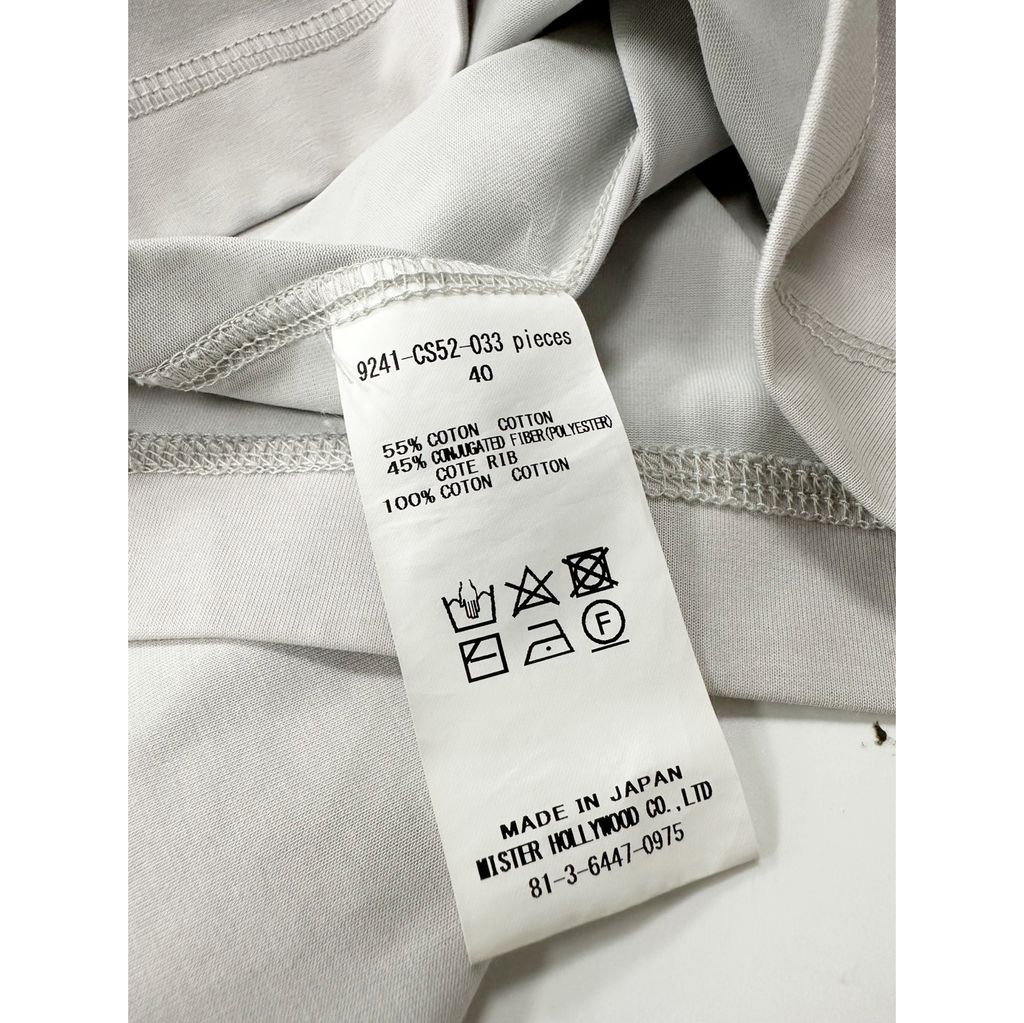 9241-CS52-033 pieces
40
55% COTON COTTON
45% CONJUGATED FIBER(POLYESTER)
COTE RIB
100% COTON COTTON
F
MADE IN JAPAN
MISTER HOLLYWOOD CO.,LTD
81-3-6447-0975